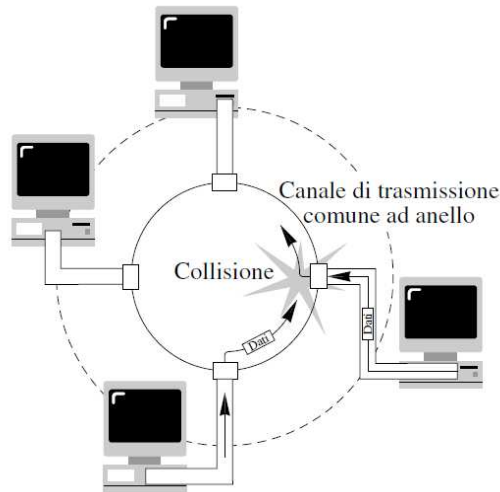 Canale di trasmissione
comune ad anello
Collisione
Dati
Dati